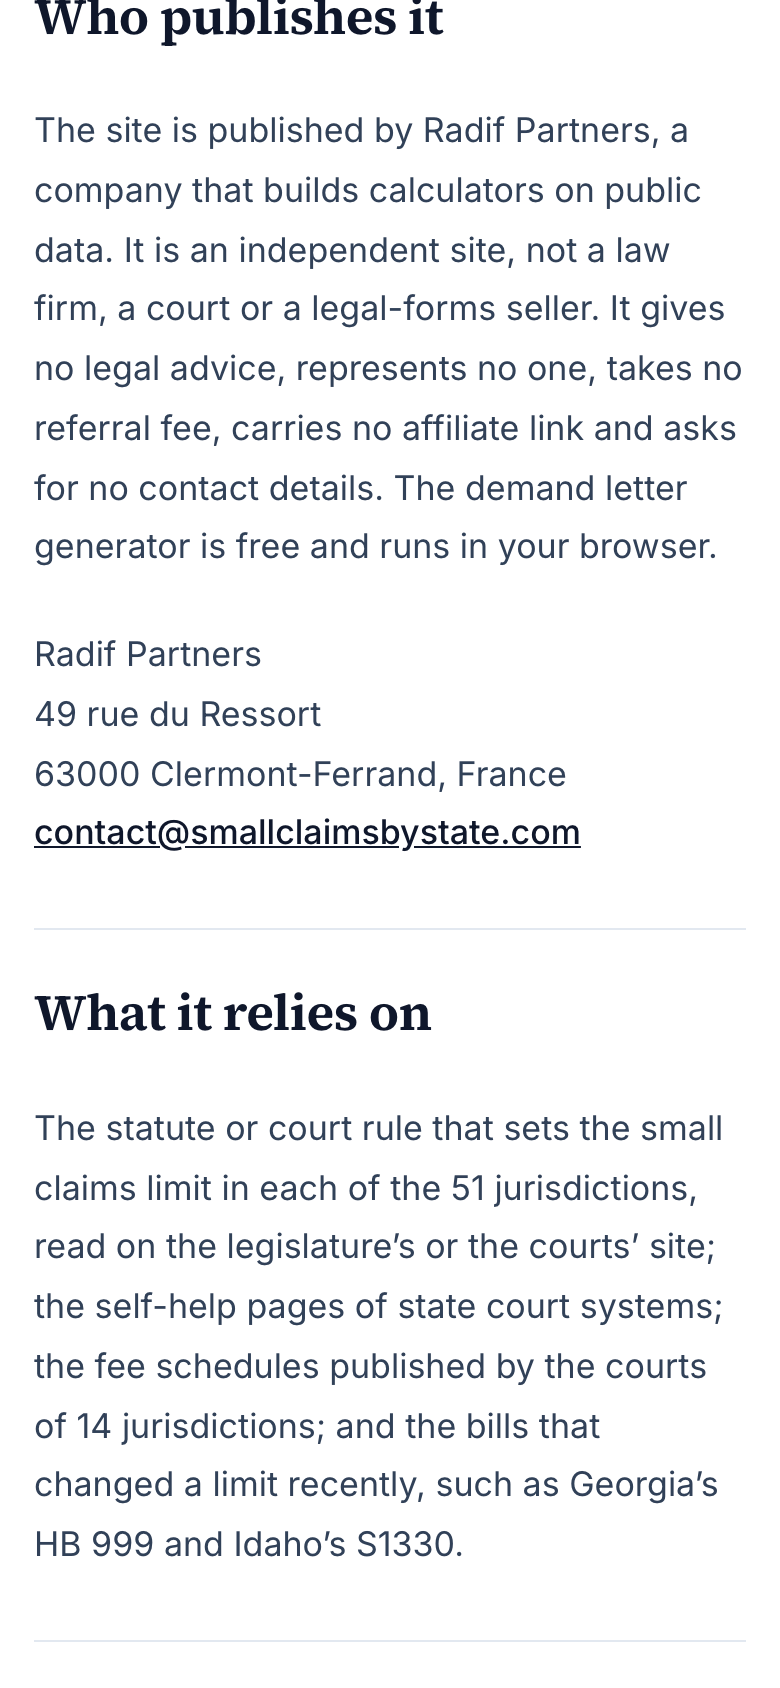 Who publishes it
The site is published by Radif Partners, a
company that builds calculators on public
data. It is an independent site, not a law
firm, a court or a legal-forms seller. It gives
no legal advice, represents no one, takes no
referral fee, carries no affiliate link and asks
for no contact details. The demand letter
generator is free and runs in your browser.
Radif Partners
49 rue du Ressort
63000 Clermont-Ferrand, France
contact@smallclaimsbystate.com
What it relies on
The statute or court rule that sets the small
claims limit in each of the 51 jurisdictions,
read on the legislature’s or the courts’ site;
the self-help pages of state court systems;
the fee schedules published by the courts
of 14 jurisdictions; and the bills that
changed a limit recently, such as Georgia’s
HB 999 and Idaho’s S1330.